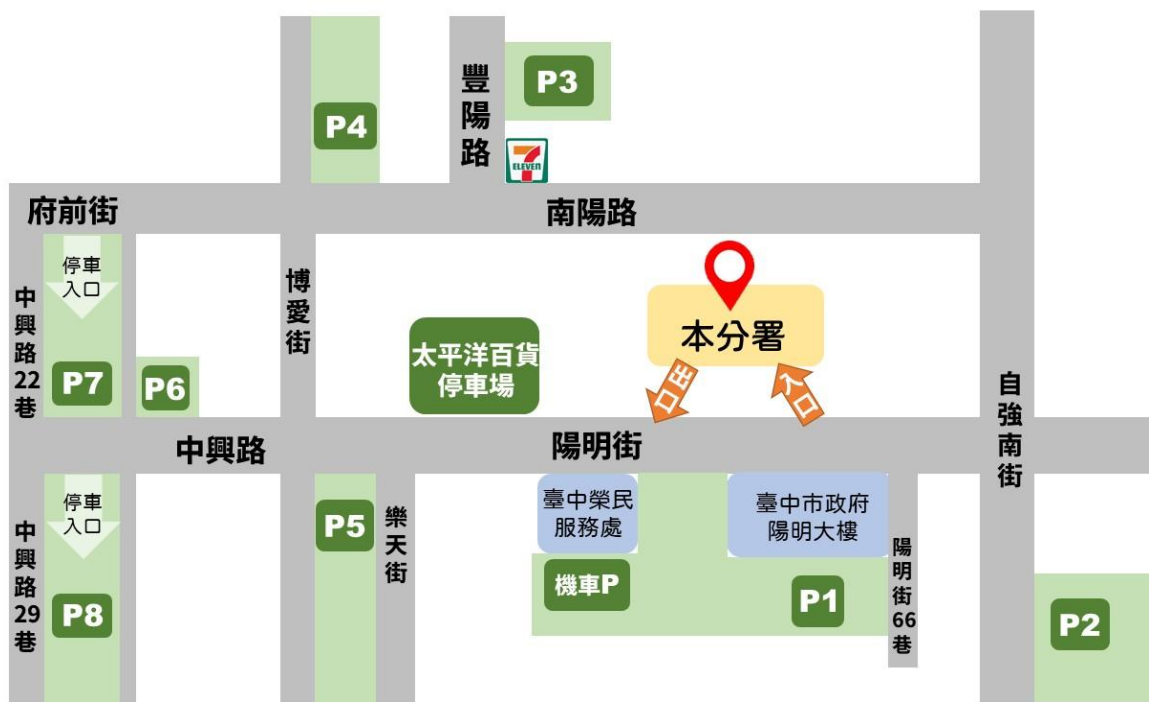 豐陽路
P3
P4
7
ELEVEN
府前街
南陽路
停車
入口
中興路22巷
博愛街
本分署
太平洋百貨
停車場
P7
P6
出口
入口
自強南街
中興路
陽明街
停車
入口
中興路29巷
P5
樂天街
臺中榮民
服務處
臺中市政府
陽明大樓
陽明街66巷
機車P
P1
P8
P2